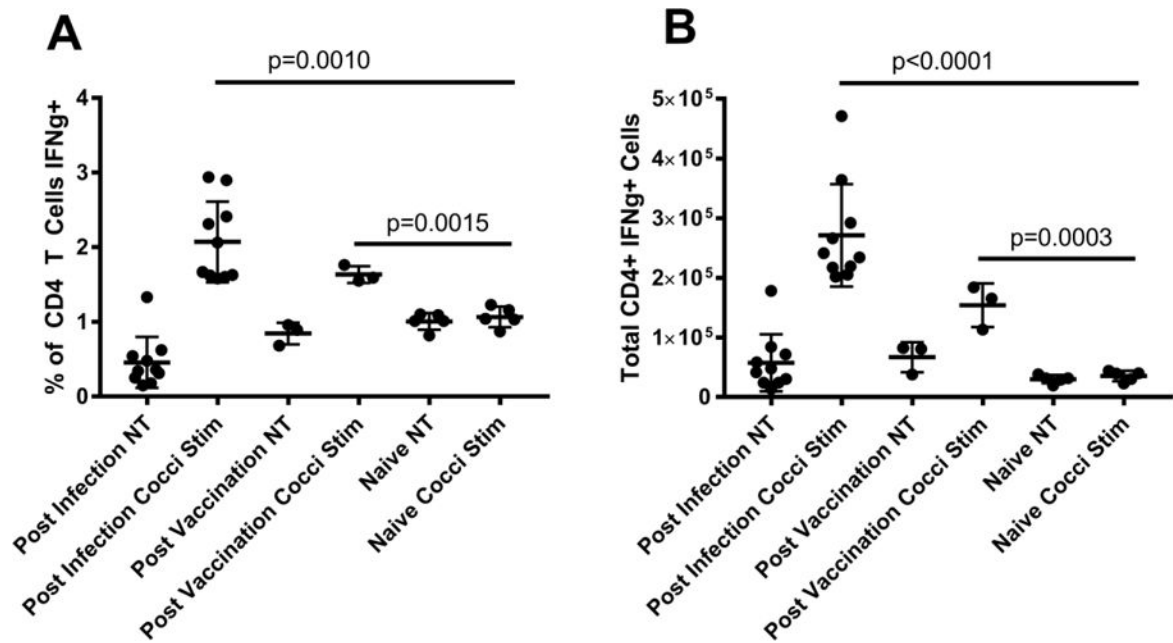 A
p=0.0010
p=0.0015
% of CD4 T Cells IFNg+
4
3
2
1
0
Post Infection NT
Post Infection Cocci Stim
Post Vaccination NT
Post Vaccination Cocci Stim
Naive NT
Naive Cocci Stim
B
p<0.0001
p=0.0003
Total CD4+ IFNg+ Cells
5×10⁵
4×10⁵
3×10⁵
2×10⁵
1×10⁵
0
Post Infection NT
Post Infection Cocci Stim
Post Vaccination NT
Post Vaccination Cocci Stim
Naive NT
Naive Cocci Stim